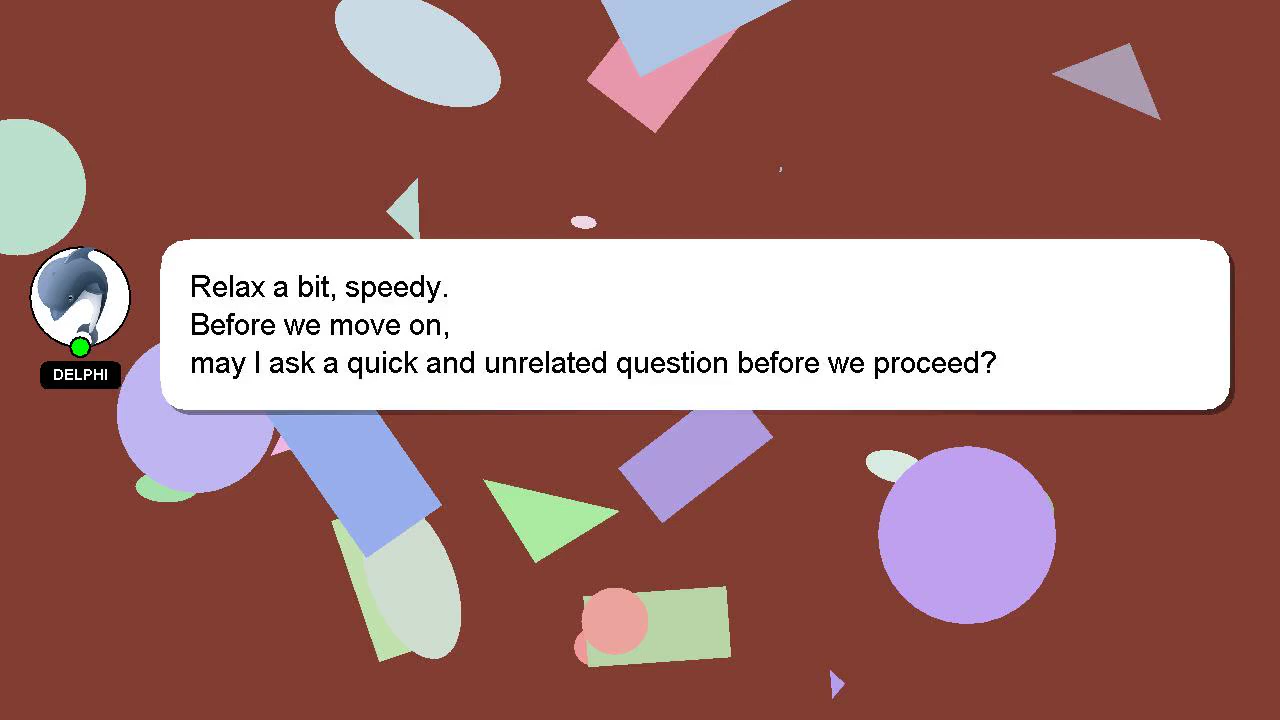 Relax a bit, speedy.
Before we move on,
may I ask a quick and unrelated question before we proceed?
DELPHI